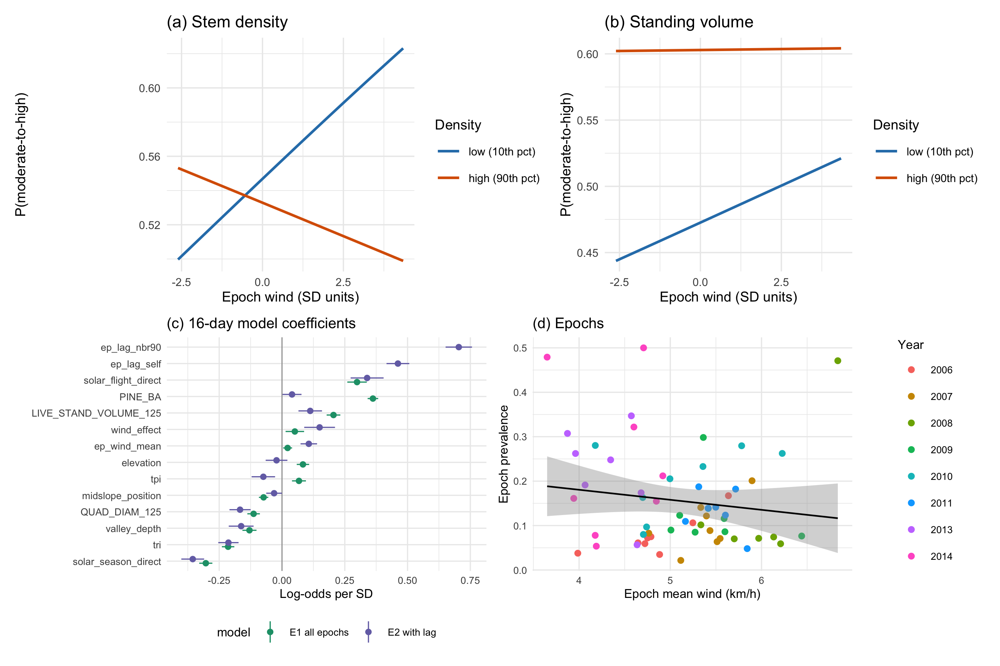 (a) Stem density
P(moderate-to-high)
0.60
0.56
0.52
-2.5 0.0 2.5
Epoch wind (SD units)
Density
low (10th pct)
high (90th pct)
(b) Standing volume
P(moderate-to-high)
0.60
0.55
0.50
0.45
-2.5 0.0 2.5
Epoch wind (SD units)
Density
low (10th pct)
high (90th pct)
(c) 16-day model coefficients
ep_lag_nbr90
ep_lag_self
solar_flight_direct
PINE_BA
LIVE_STAND_VOLUME_125
wind_effect
ep_wind_mean
elevation
tpi
midslope_position
QUAD_DIAM_125
valley_depth
tri
solar_season_direct
-0.25 0.00 0.25 0.50 0.75
Log-odds per SD
model
E1 all epochs
E2 with lag
(d) Epochs
Epoch prevalence
0.5
0.4
0.3
0.2
0.1
0.0
4 5 6
Epoch mean wind (km/h)
Year
2006
2007
2008
2009
2010
2011
2013
2014